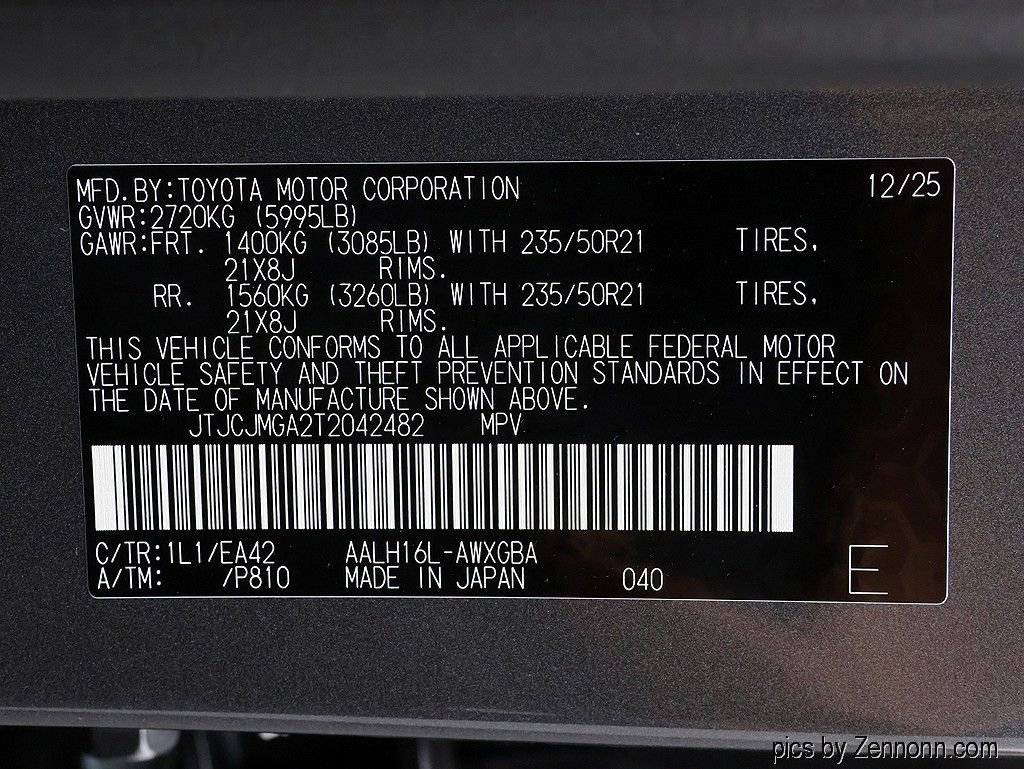 MFD.BY:TOYOTA MOTOR CORPORATION 12/25
GVWR:2720KG (5995LB)
GAWR:FRT. 1400KG (3085LB) WITH 235/50R21 TIRES,
21X8J RIMS.
RR. 1560KG (3260LB) WITH 235/50R21 TIRES,
21X8J RIMS.
THIS VEHICLE CONFORMS TO ALL APPLICABLE FEDERAL MOTOR
VEHICLE SAFETY AND THEFT PREVENTION STANDARDS IN EFFECT ON
THE DATE OF MANUFACTURE SHOWN ABOVE.
JTJCJMGA2T2042482 MPV
C/TR:1L1/EA42 AALH16L-AWXGBA
A/TM: /P810 MADE IN JAPAN 040 E
pics by Zennonn.com